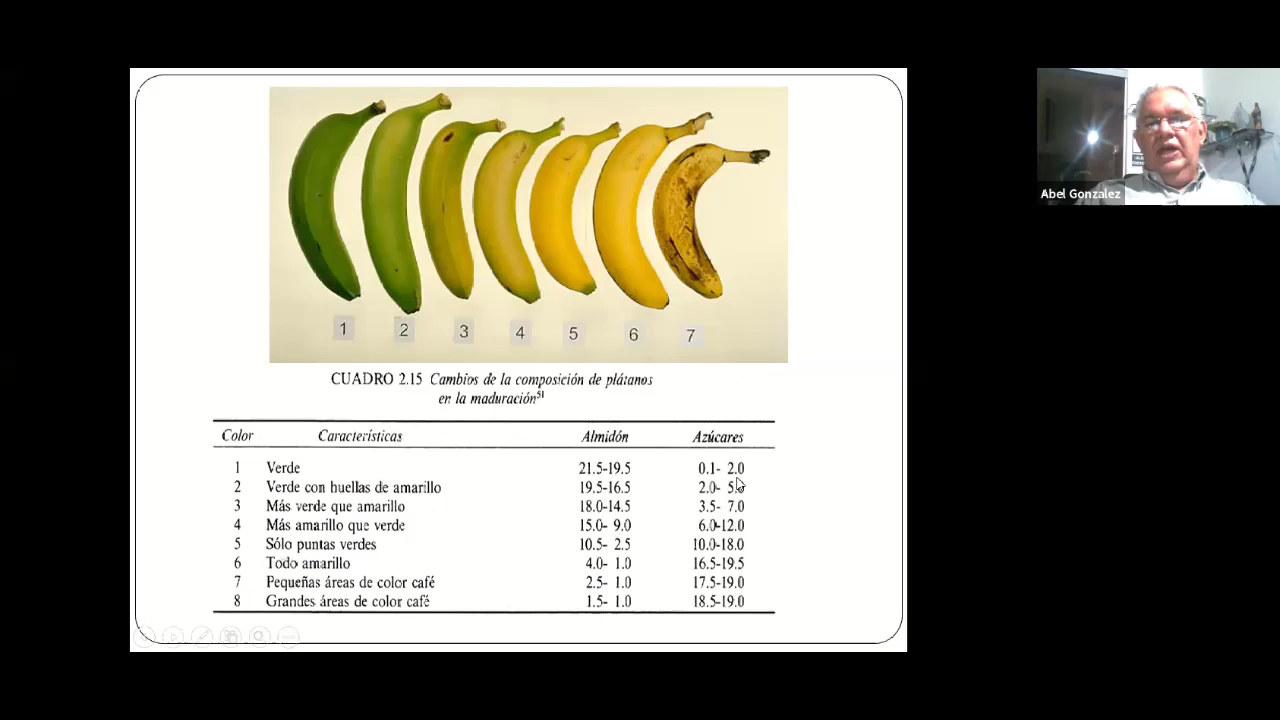 1 2 3 4 5 6 7
CUADRO 2.15 Cambios de la composición de plátanos
en la maduración51
Color Características Almidón Azúcares
1 Verde 21.5-19.5 0.1- 2.0
2 Verde con huellas de amarillo 19.5-16.5 2.0-
3 Más verde que amarillo 18.0-14.5 3.5- 7.0
4 Más amarillo que verde 15.0- 9.0 6.0-12.0
5 Sólo puntas verdes 10.5- 2.5 10.0-18.0
6 Todo amarillo 4.0- 1.0 16.5-19.5
7 Pequeñas áreas de color café 2.5- 1.0 17.5-19.0
8 Grandes áreas de color café 1.5- 1.0 18.5-19.0
Abel Gonzalez